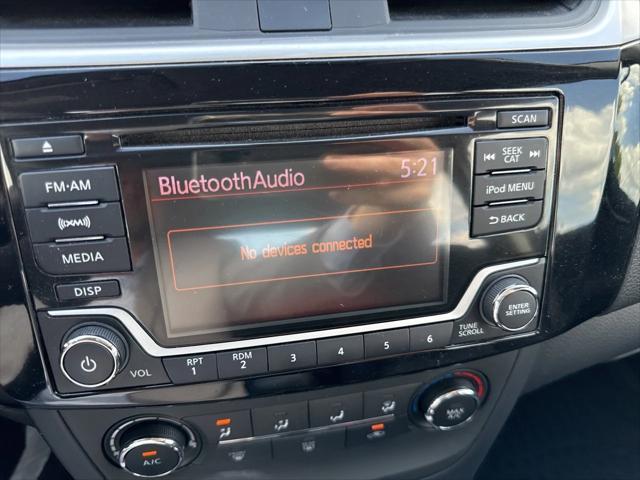 SCAN
BluetoothAudio 5:21
No devices connected
FM·AM
((XM))
MEDIA
DISP
SEEK
CAT
iPod MENU
BACK
ENTER
SETTING
TUNE
SCROLL
VOL
RPT
1
RDM
2
3
4
5
6
A/C
MAX
A/C